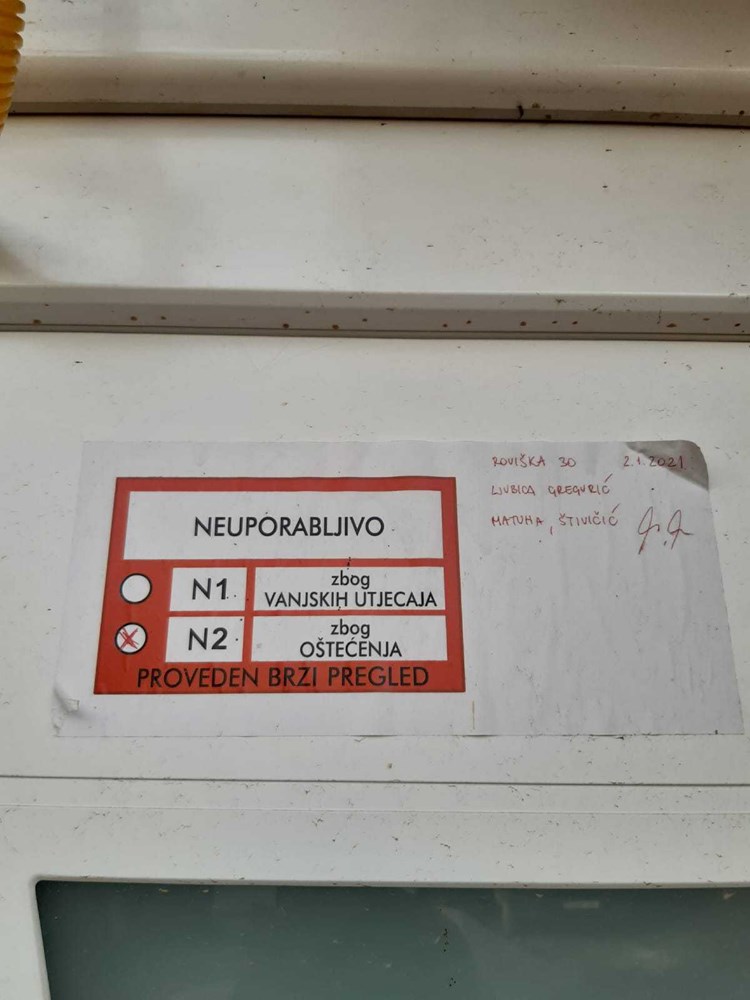 NEUPORABLJIVO
N1 zbog
VANJSKIH UTJECAJA
N2 zbog
OŠTEĆENJA
PROVEDEN BRZI PREGLED
ROVIŠKA 30 2.1.2021
LJUBICA GREGURIĆ
MATUHA, ŠTIVIČIĆ